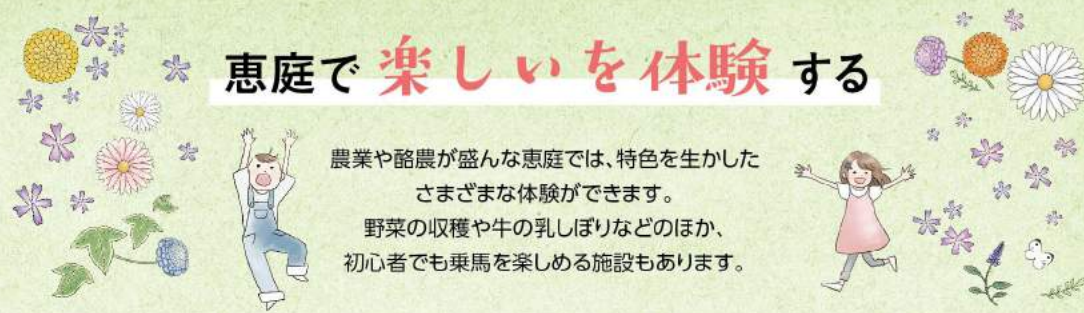 恵庭で楽しいを体験する
農業や酪農が盛んな恵庭では、特色を生かした
さまざまな体験ができます。
野菜の収穫や牛の乳しぼりなどのほか、
初心者でも乗馬を楽しめる施設もあります。